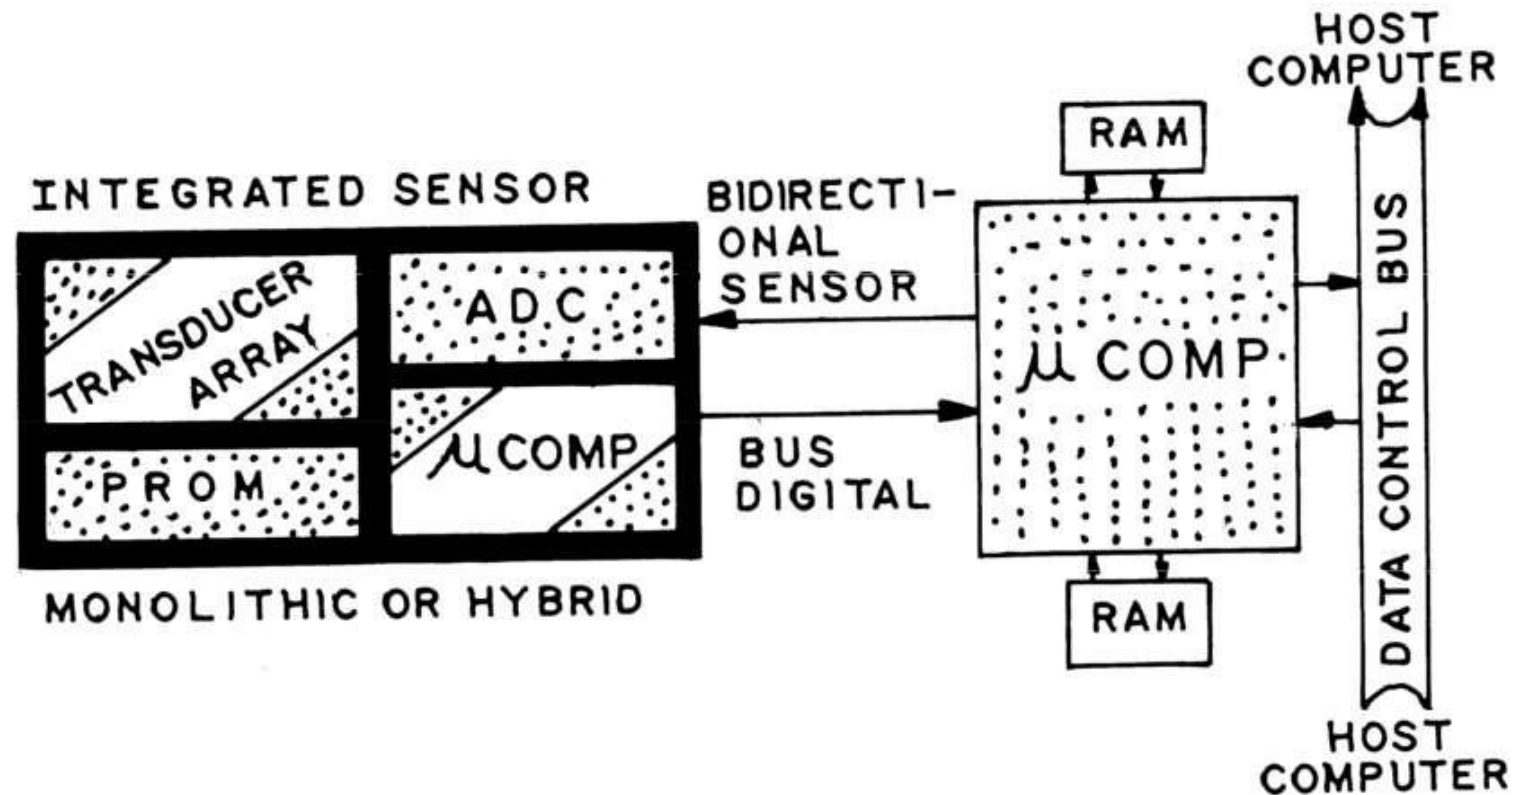 INTEGRATED SENSOR
TRANSDUCER
ARRAY
ADC
PROM
μ COMP
MONOLITHIC OR HYBRID
BIDIRECTI-
ONAL
SENSOR
BUS
DIGITAL
RAM
μ COMP.
RAM
HOST
COMPUTER
DATA CONTROL BUS
HOST
COMPUTER